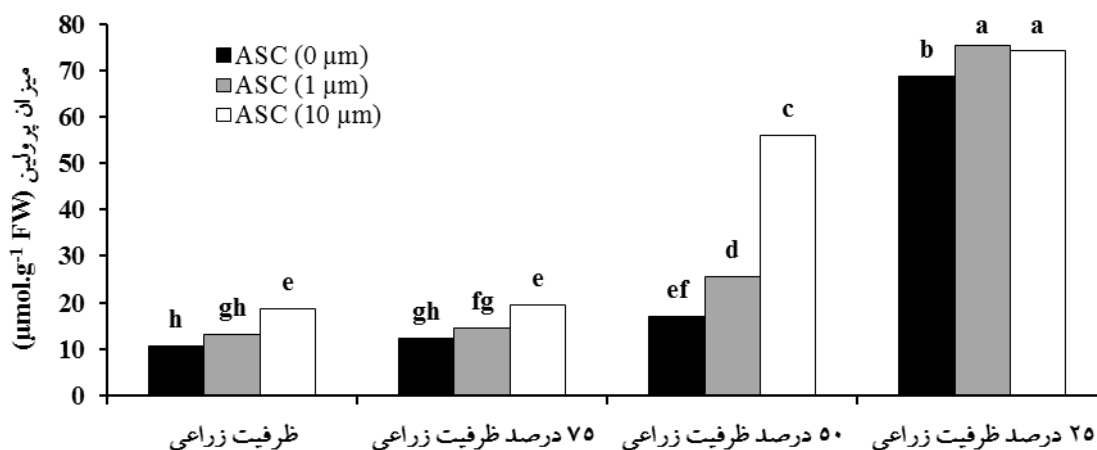 میزان پرولین
(µmol.g-1 FW)
80
70
60
50
40
30
20
10
0
ASC (0 µm)
ASC (1 µm)
ASC (10 µm)
h gh e gh fg e ef d c b a a
ظرفیت زراعی
۷۵ درصد ظرفیت زراعی
۵۰ درصد ظرفیت زراعی
۲۵ درصد ظرفیت زراعی